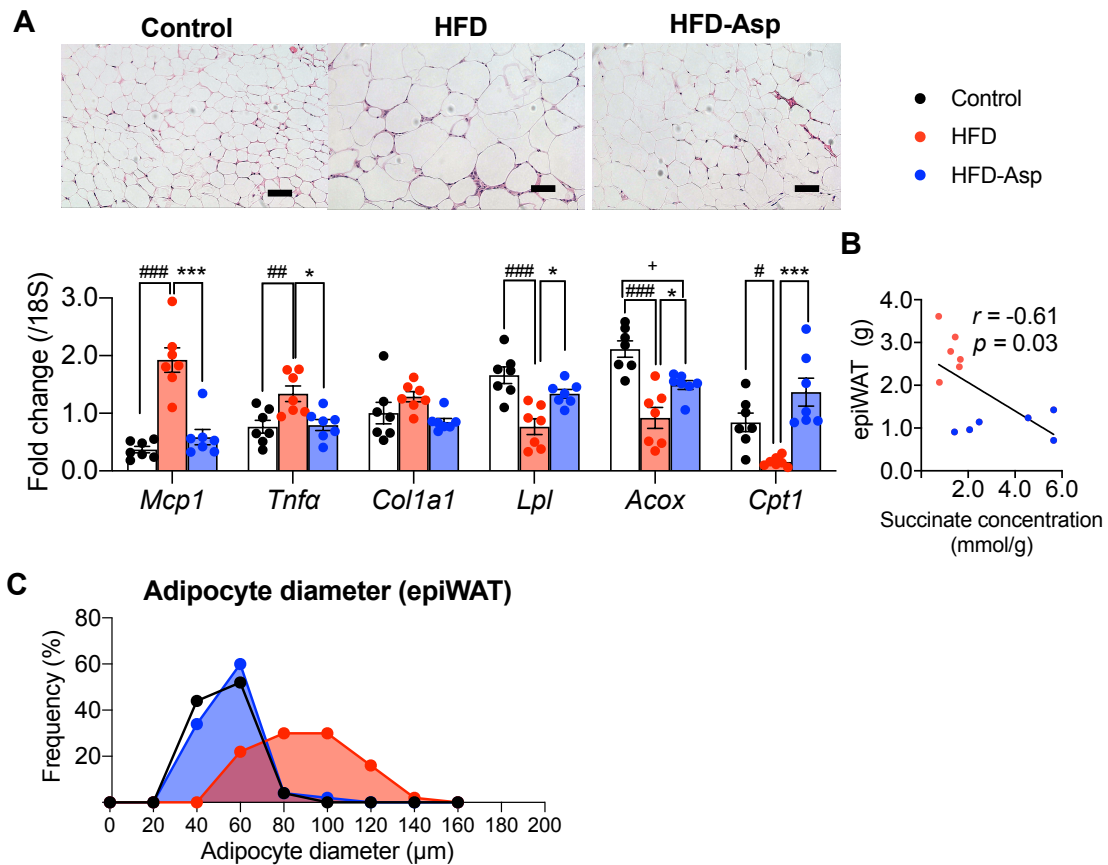 A
Control
HFD
HFD-Asp
Control
HFD
HFD-Asp
Fold change (/18S)
3.0
2.0
1.0
0.0
### ***
## *
### *
+
### *
# ***
Mcp1
Tnfα
Col1a1
Lpl
Acox
Cpt1
B
epiWAT (g)
4.0
3.0
2.0
1.0
0.0
r = -0.61
p = 0.03
2.0 4.0 6.0
Succinate concentration
(mmol/g)
C
Adipocyte diameter (epiWAT)
Frequency (%)
80
60
40
20
0 20 40 60 80 100 120 140 160 180 200
Adipocyte diameter (µm)